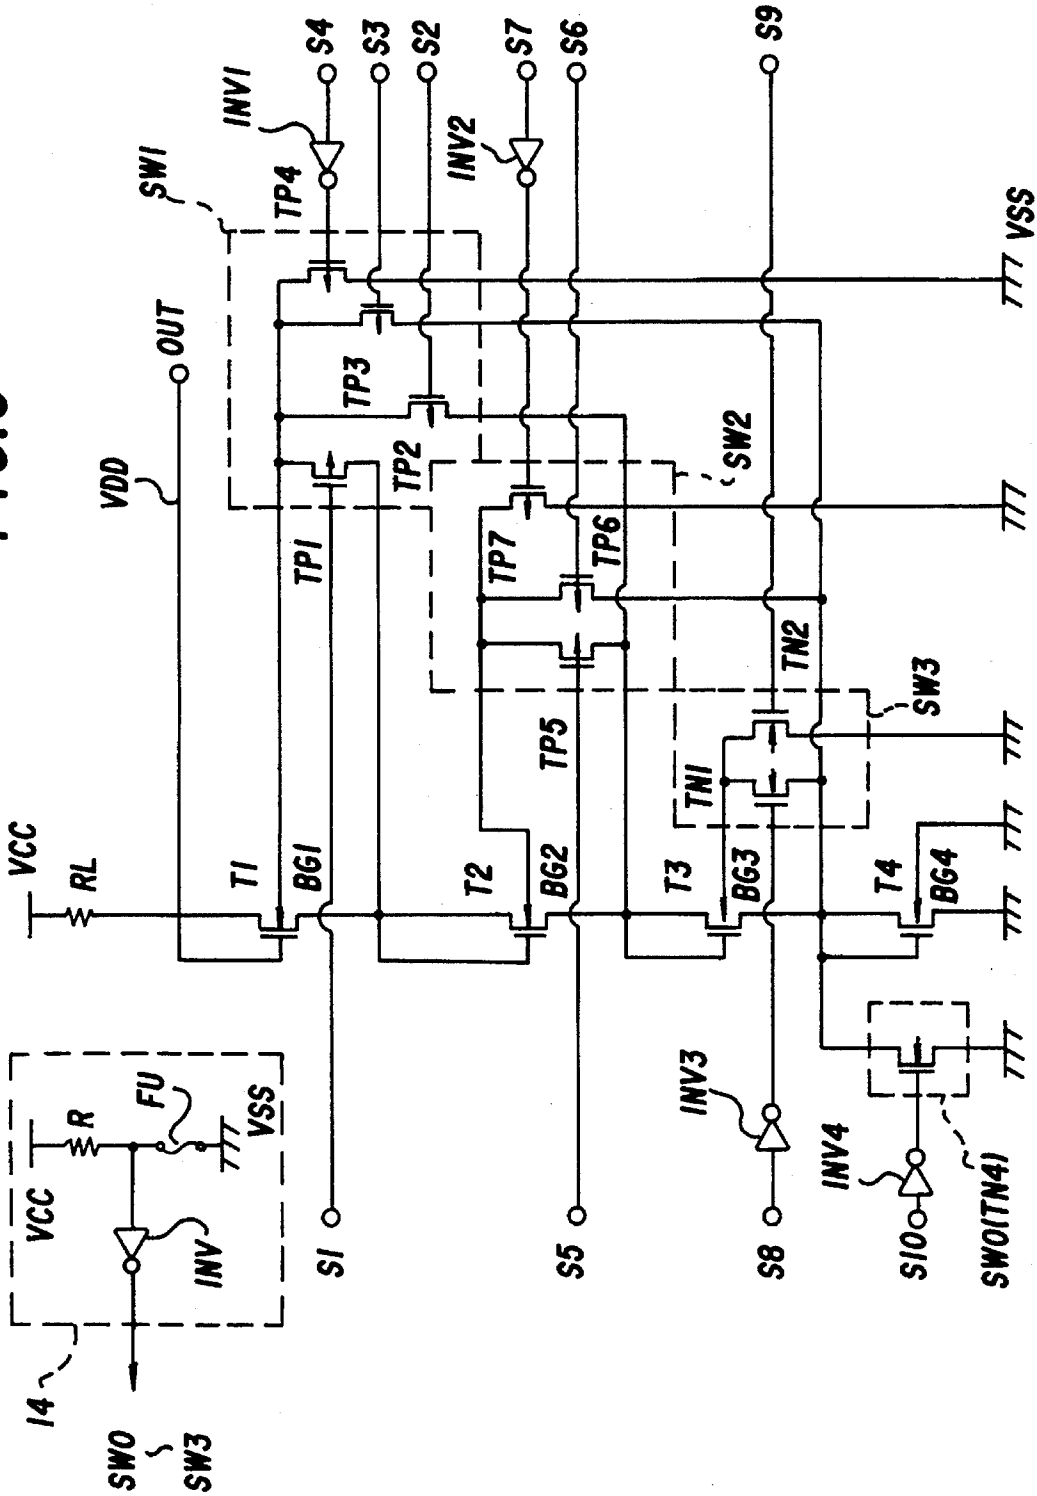 VCC
RL
14
SW0
~
SW3
VCC
R
FU
INV
VSS
VDD
OUT
SW1
INV1
T1
BG1
TP1
TP3
TP4
S4
S1
TP2
S3
S2
T2
TP7
INV2
S7
BG2
TP5
TP6
S6
S5
T3
TN1
SW2
BG3
TN2
S9
INV3
S8
SW3
T4
BG4
INV4
S10
SW0(TN4)
VSS